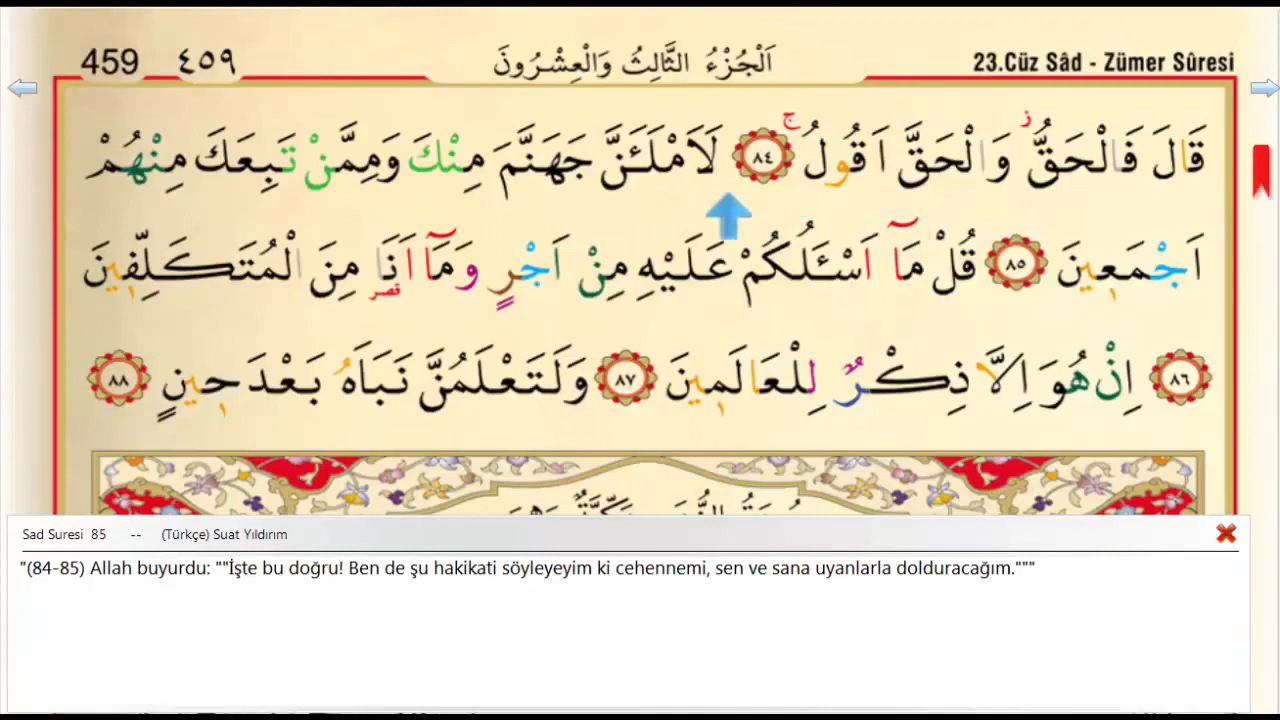 459 ٤٥٩ اَلْجُزْءُ الثَّالِثُ وَالْعِشْرُونَ 23.Cüz Sâd - Zümer Sûresi
قَالَ فَالْحَقُّ ز وَالْحَقَّ اَقُولُ ج ﴿٨٤﴾ لَاَمْلَـَٔنَّ جَهَنَّمَ مِنْكَ وَمِمَّنْ تَبِعَكَ مِنْهُمْ
اَجْمَعٖينَ ﴿٨٥﴾ قُلْ مَٓا اَسْـَٔلُكُمْ عَلَيْهِ مِنْ اَجْرٍ وَمَٓا اَنَا قصر مِنَ الْمُتَكَلِّفٖينَ
﴿٨٦﴾ اِنْ هُوَ اِلَّا ذِكْرٌ لِلْعَالَمٖينَ ﴿٨٧﴾ وَلَتَعْلَمُنَّ نَبَاَهُ بَعْدَ حٖينٍ ﴿٨٨﴾
Sad Suresi 85 -- (Türkçe) Suat Yıldırım
"(84-85) Allah buyurdu: ""İşte bu doğru! Ben de şu hakikati söyleyeyim ki cehennemi, sen ve sana uyanlarla dolduracağım."""